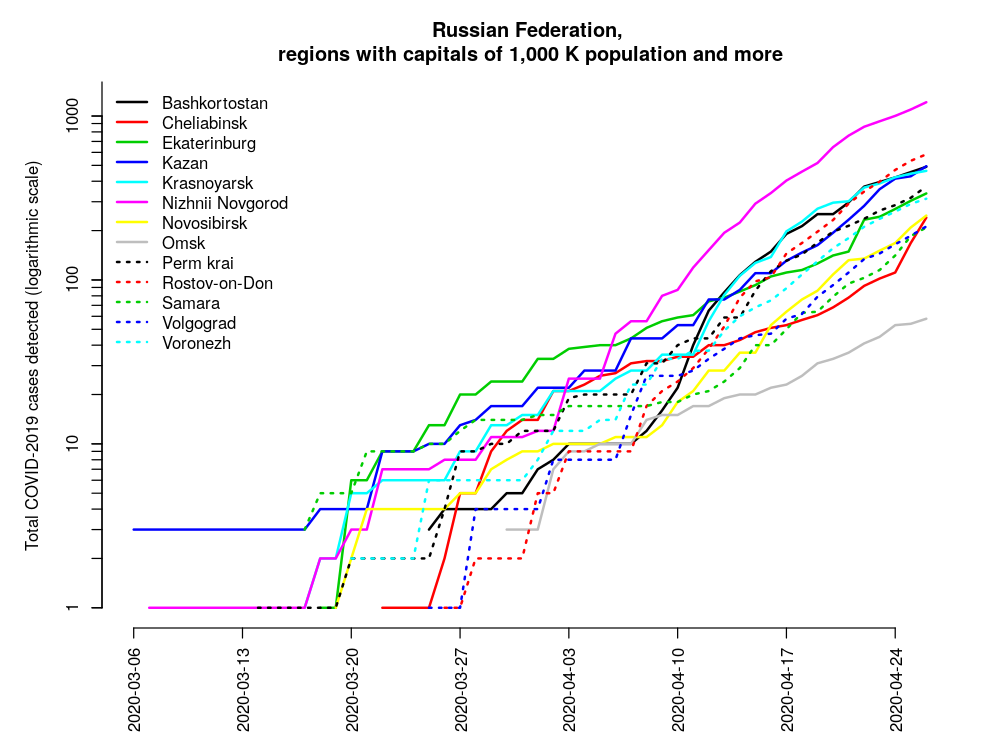 Russian Federation,
regions with capitals of 1,000 K population and more
Total COVID-2019 cases detected (logarithmic scale)
1000
100
10
1
Bashkortostan
Cheliabinsk
Ekaterinburg
Kazan
Krasnoyarsk
Nizhnii Novgorod
Novosibirsk
Omsk
Perm krai
Rostov-on-Don
Samara
Volgograd
Voronezh
2020-03-06
2020-03-13
2020-03-20
2020-03-27
2020-04-03
2020-04-10
2020-04-17
2020-04-24